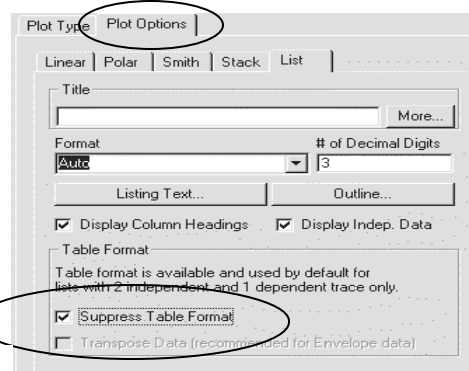 Plot Type Plot Options
Linear Polar Smith Stack List
Title
More...
Format # of Decimal Digits
Auto 3
Listing Text... Outline...
Display Column Headings Display Indep. Data
Table Format
Table format is available and used by default for
lists with 2 independent and 1 dependent trace only.
Suppress Table Format
Transpose Data (recommended for Envelope data)